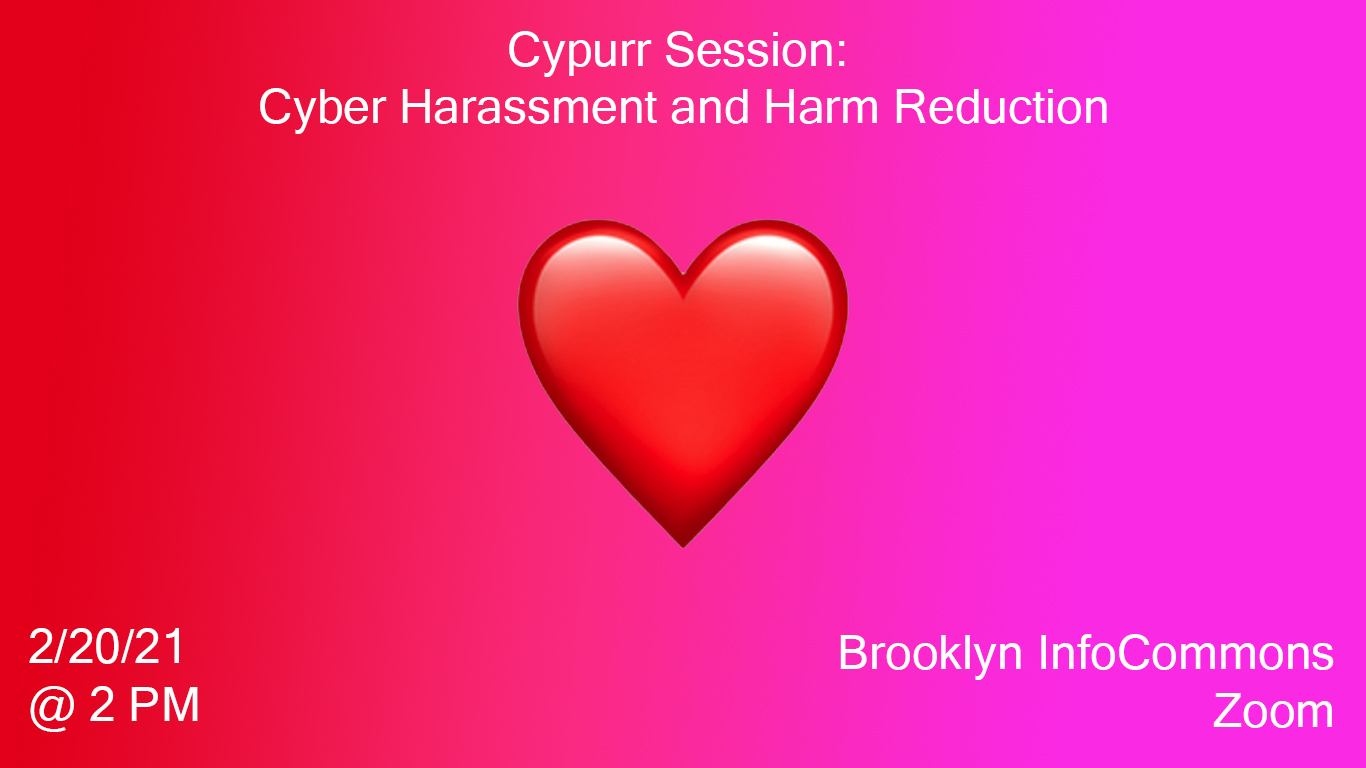 Cypurr Session:
Cyber Harassment and Harm Reduction
2/20/21
@ 2 PM
Brooklyn InfoCommons
Zoom